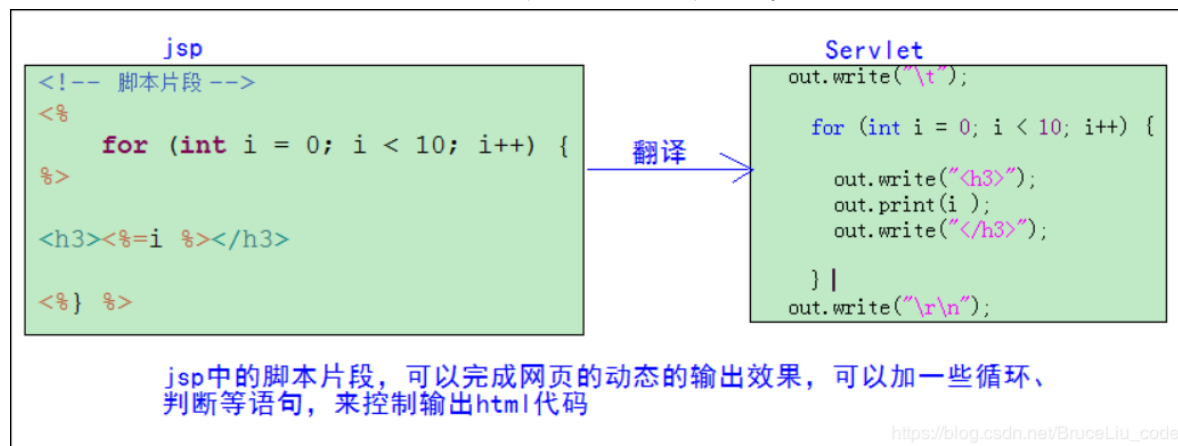 jsp
<!-- 脚本片段 -->
<%
for (int i = 0; i < 10; i++) {
%>
<h3><%=i %></h3>
<%} %>
翻译
Servlet
out.write("\t");
for (int i = 0; i < 10; i++) {
out.write("<h3>");
out.print(i );
out.write("</h3>");
}
out.write("\r\n");
jsp中的脚本片段，可以完成网页的动态的输出效果，可以加一些循环、
判断等语句，来控制输出html代码
https://blog.csdn.net/BruceLiu_code